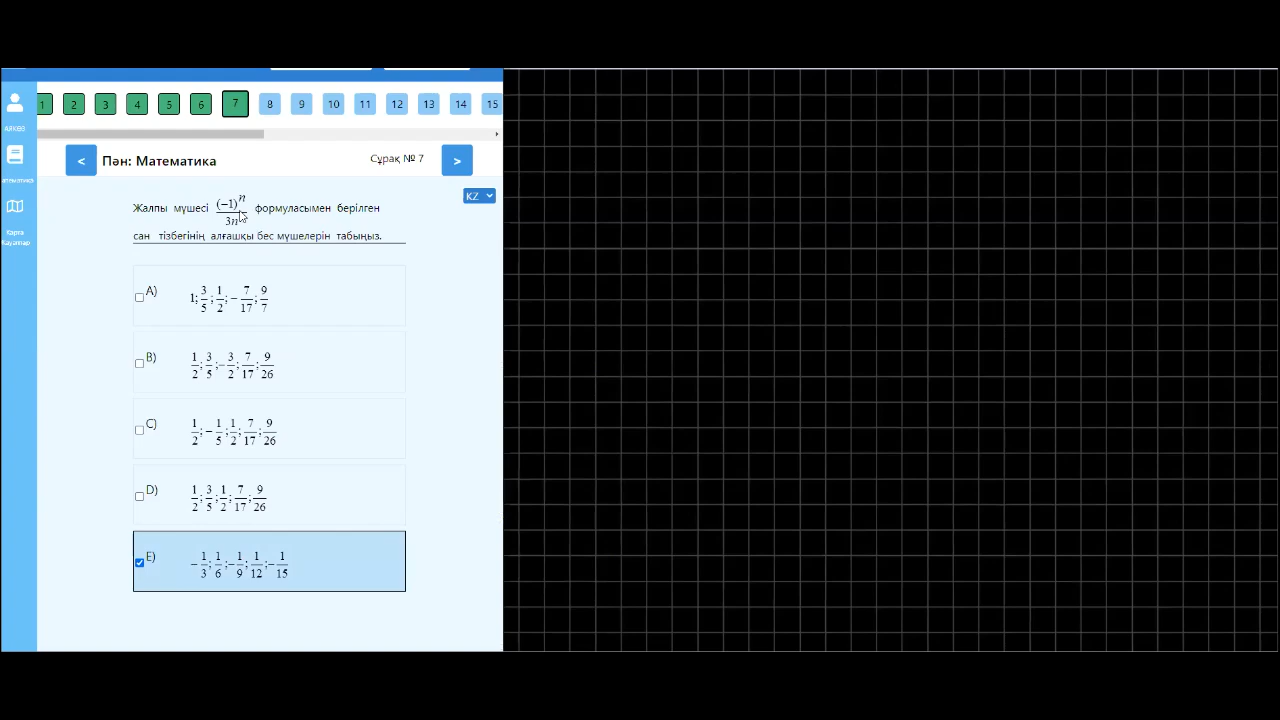 1 2 3 4 5 6 7 8 9 10 11 12 13 14 15
< Пән: Математика Сұрақ № 7 >
KZ
Жалпы мүшесі (−1)^n / 3n формуласымен берілген
сан тізбегінің алғашқы бес мүшелерін табыңыз.
A) 1; 3/5; 1/2; −7/17; 9/7
B) 1/2; 3/5; −3/2; 7/17; 9/26
C) 1/2; −1/5; 1/2; 7/17; 9/26
D) 1/2; 3/5; 1/2; 7/17; 9/26
E) −1/3; 1/6; −1/9; 1/12; −1/15
Карта